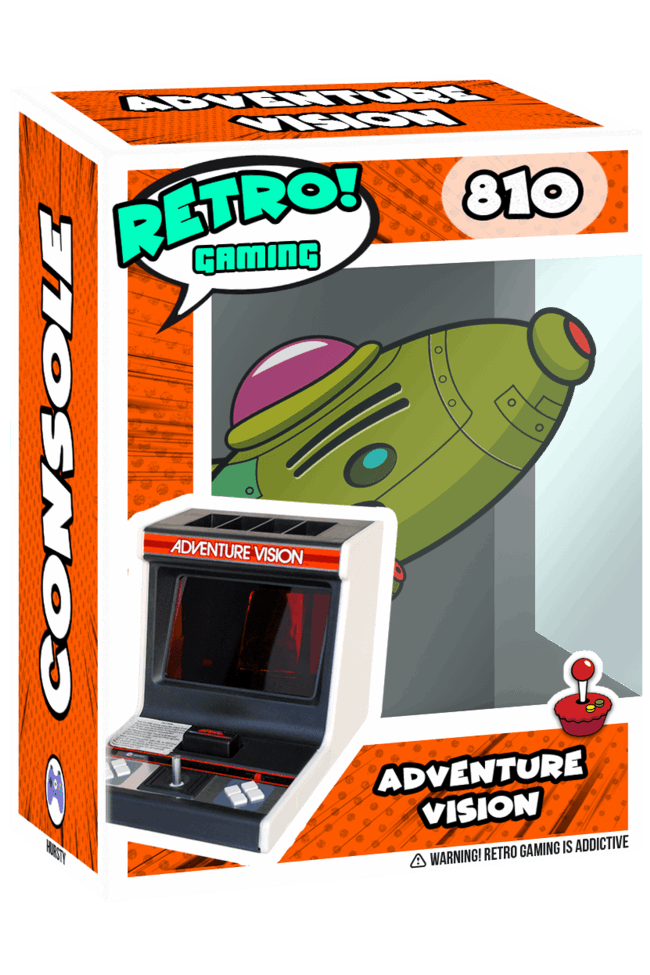 ADVENTURE
VISION
RETRO!
GAMING
810
CONSOLE
ADVENTURE VISION
ADVENTURE
VISION
WARNING! RETRO GAMING IS ADDICTIVE
HURSTY